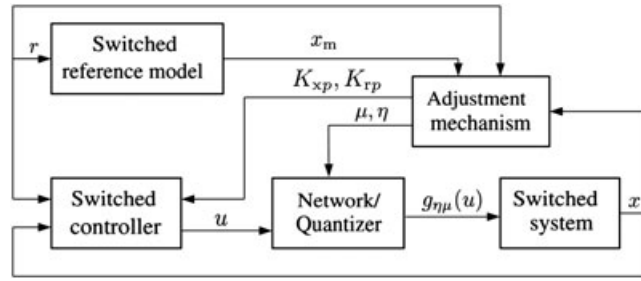 r
Switched
reference model
x_m
K_xp, K_rp
μ, η
Adjustment
mechanism
Switched
controller
u
Network/
Quantizer
g_ημ(u)
Switched
system
x